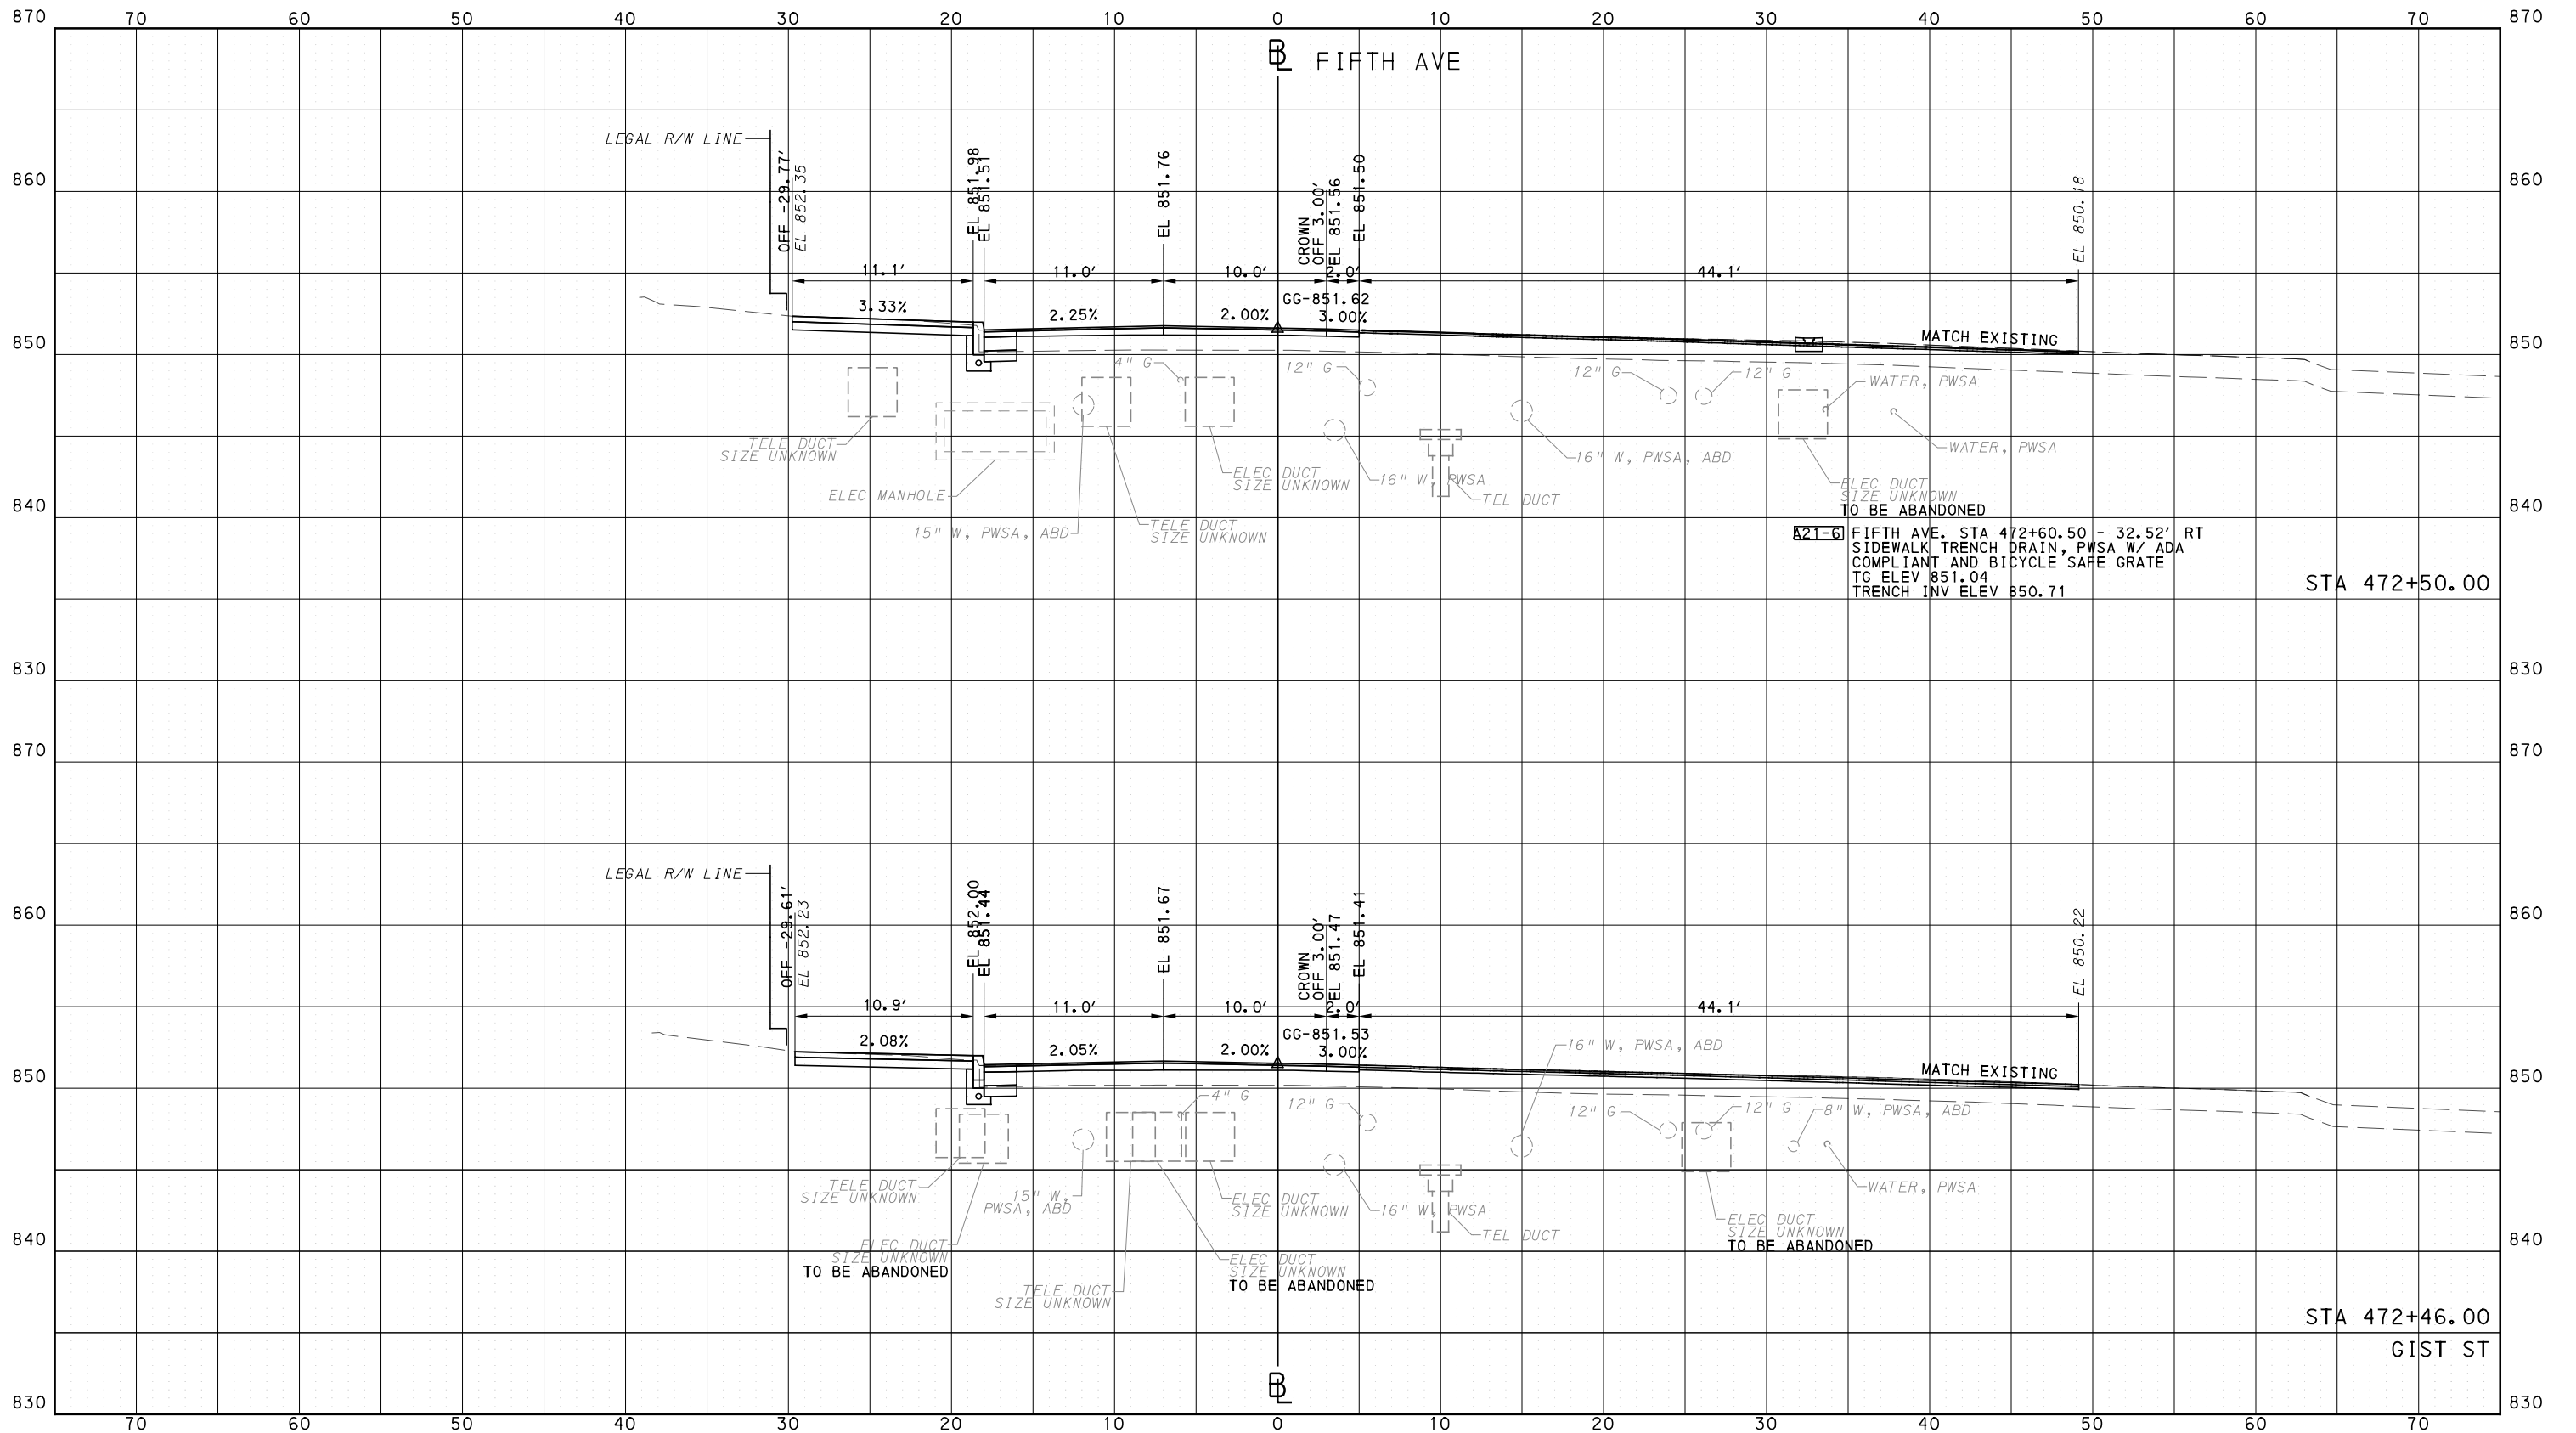 870 70 60 50 40 30 20 10 0 10 20 30 40 50 60 70 870
BL FIFTH AVE
LEGAL R/W LINE
OFF -29.77'
EL 852.35
EL 851.98
EL 851.51
EL 851.76
CROWN
OFF 3.00'
EL 851.56
EL 851.50
EL 850.18
860 860
11.1' 11.0' 10.0' 2.0' 44.1'
GG-851.62
3.33% 2.25% 2.00% 3.00%
MATCH EXISTING
850 850
4" G
12" G
12" G
12" G
WATER, PWSA
TELE DUCT
SIZE UNKNOWN
WATER, PWSA
16" W, PWSA, ABD
ELEC DUCT
SIZE UNKNOWN
16" W, PWSA
ELEC MANHOLE
TEL DUCT
ELEC DUCT
SIZE UNKNOWN
TO BE ABANDONED
840 840
15" W, PWSA, ABD
TELE DUCT
SIZE UNKNOWN
A21-6 FIFTH AVE. STA 472+60.50 - 32.52' RT
SIDEWALK TRENCH DRAIN, PWSA W/ ADA
COMPLIANT AND BICYCLE SAFE GRATE
TG ELEV 851.04
TRENCH INV ELEV 850.71
STA 472+50.00
830 830
870 870
LEGAL R/W LINE
OFF -29.61'
EL 852.23
EL 852.00
EL 851.44
EL 851.67
CROWN
OFF 3.00'
EL 851.47
EL 851.41
EL 850.22
860 860
10.9' 11.0' 10.0' 2.0' 44.1'
GG-851.53
2.08% 2.05% 2.00% 3.00%
16" W, PWSA, ABD
MATCH EXISTING
850 850
4" G
12" G
12" G
12" G
8" W, PWSA, ABD
TELE DUCT
SIZE UNKNOWN
15" W,
PWSA, ABD
ELEC DUCT
SIZE UNKNOWN
16" W, PWSA
WATER, PWSA
TEL DUCT
ELEC DUCT
SIZE UNKNOWN
TO BE ABANDONED
840 840
ELEC DUCT
SIZE UNKNOWN
TO BE ABANDONED
ELEC DUCT
SIZE UNKNOWN
TO BE ABANDONED
TELE DUCT
SIZE UNKNOWN
STA 472+46.00
GIST ST
BL
830 70 60 50 40 30 20 10 0 10 20 30 40 50 60 70 830